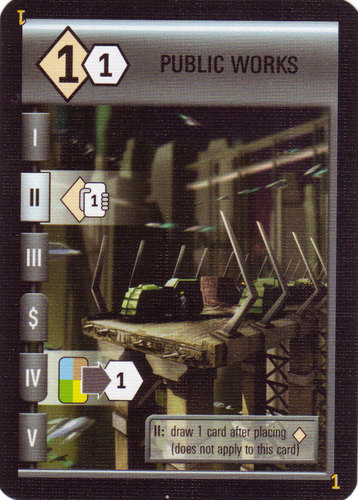 1
1 1 PUBLIC WORKS
I
II 1
III
$
IV 1
V
II: draw 1 card after placing
(does not apply to this card)
1